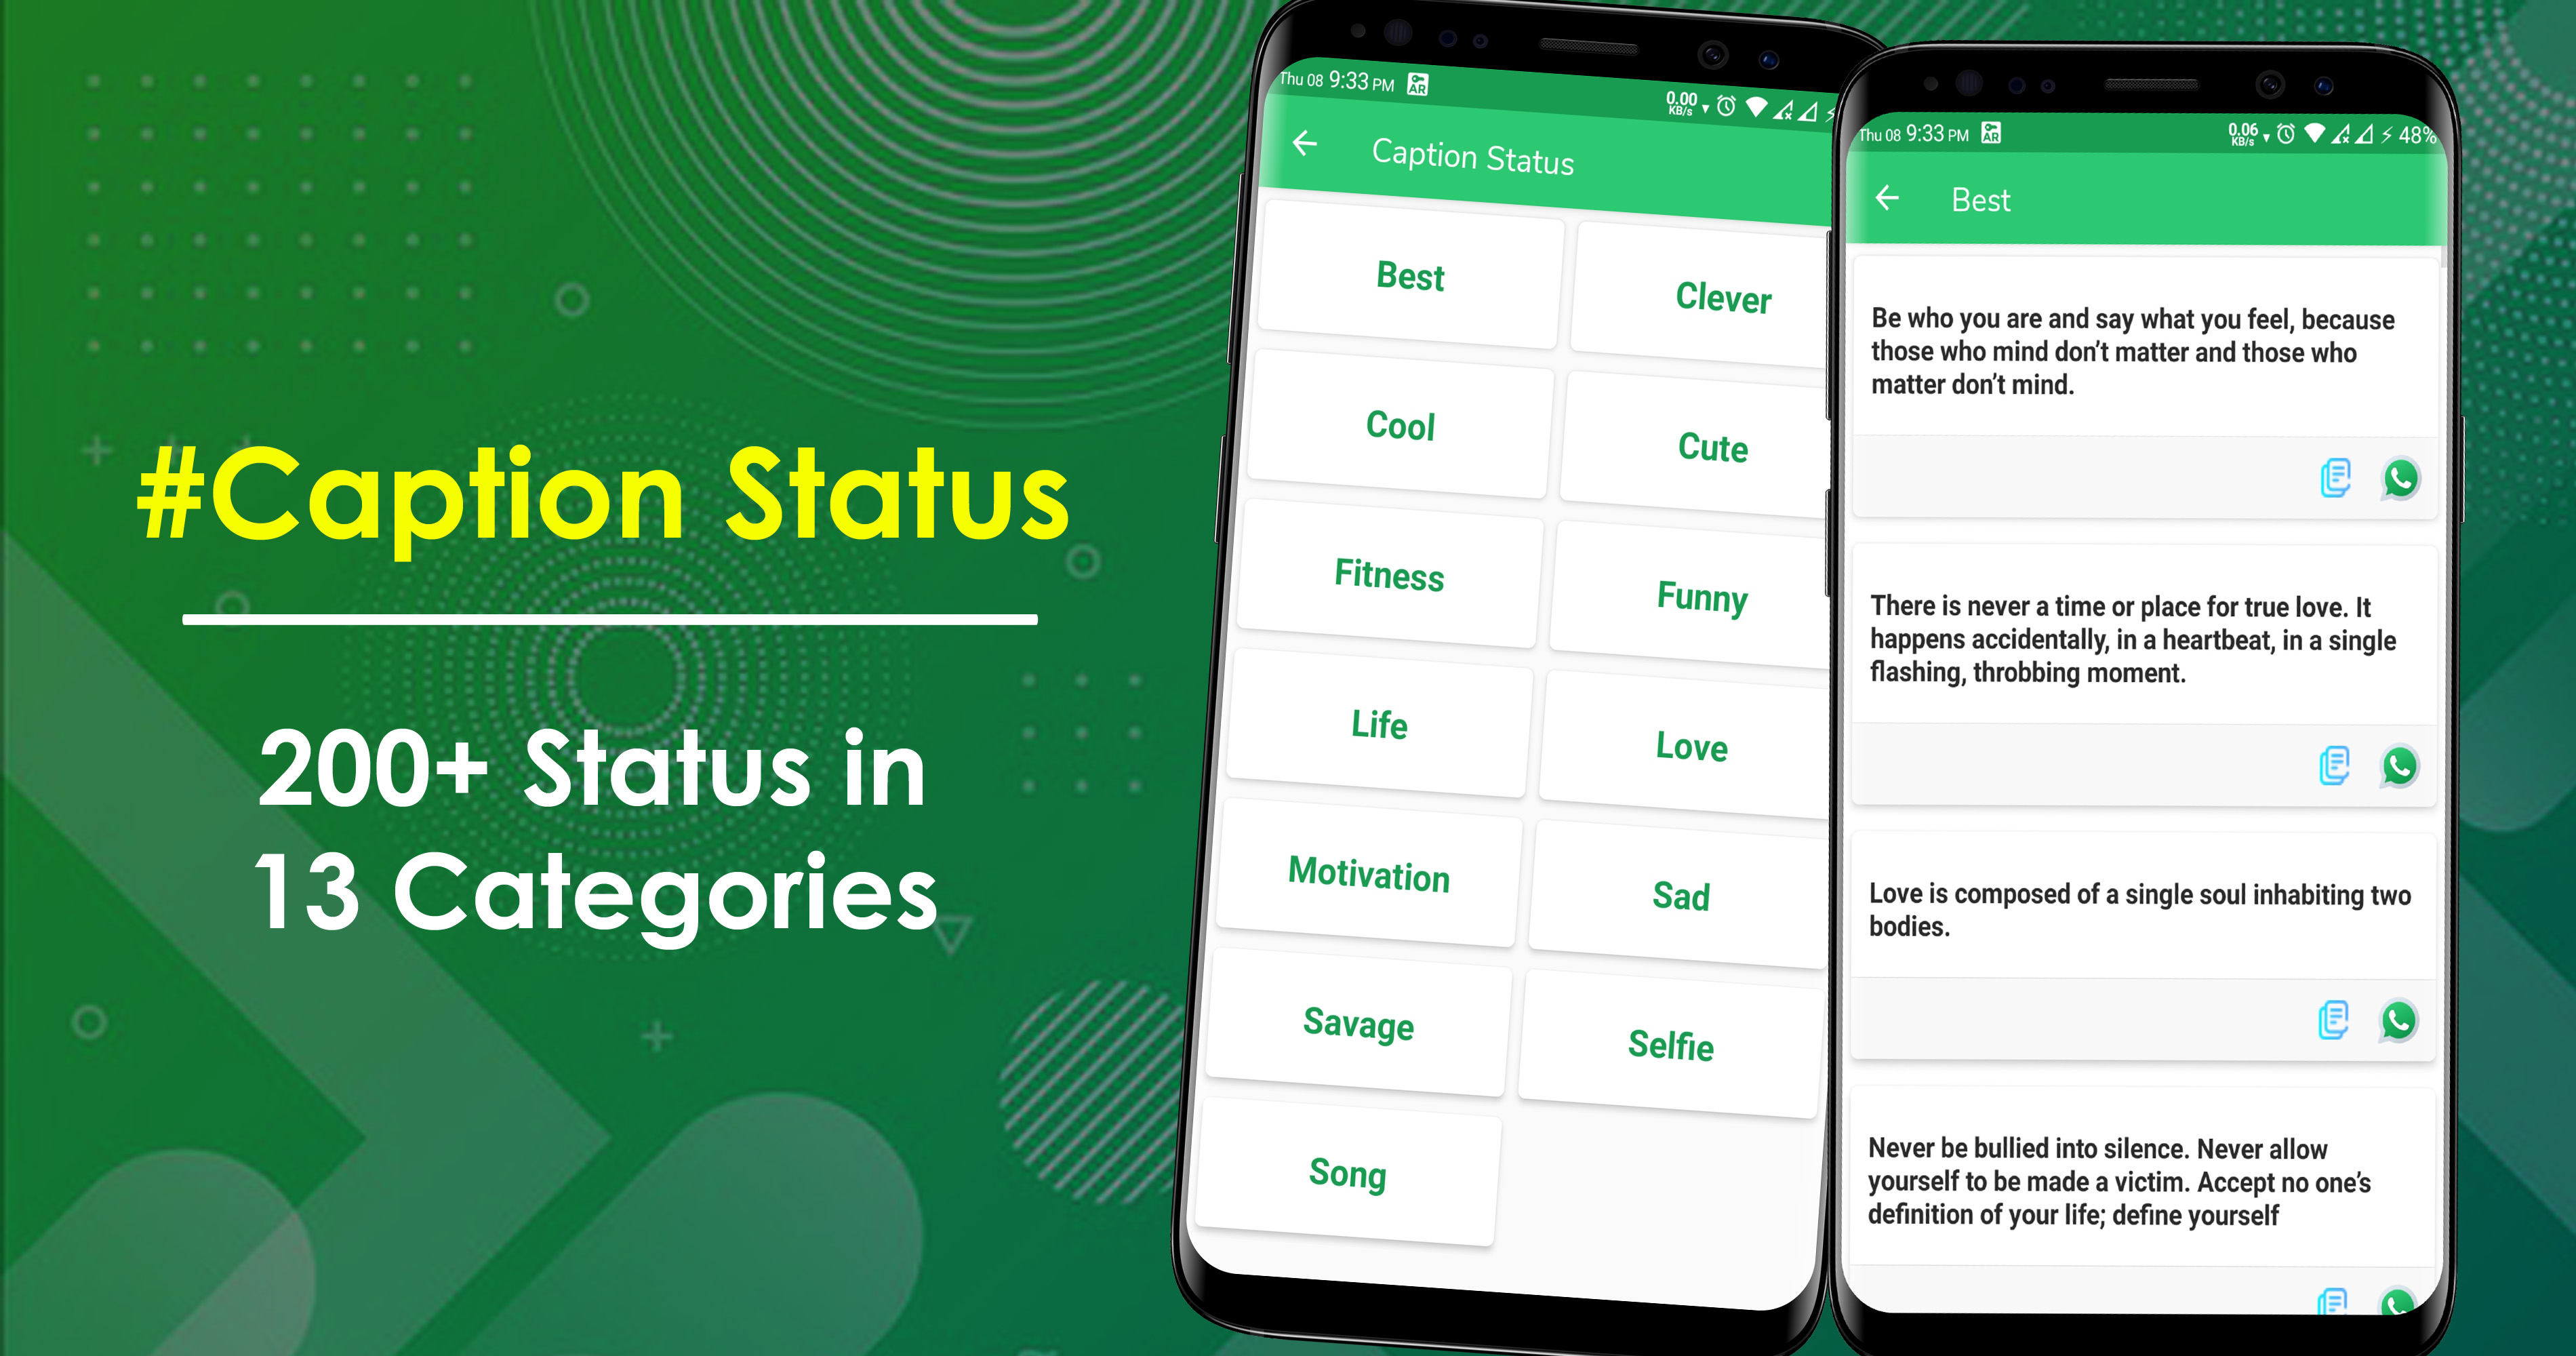 #Caption Status
200+ Status in
13 Categories
Thu 08 9:33 PM AR
0.00
KB/s
Caption Status
Best
Clever
Cool
Cute
Fitness
Funny
Life
Love
Motivation
Sad
Savage
Selfie
Song
Thu 08 9:33 PM AR
0.06
KB/s
48%
Best
Be who you are and say what you feel, because
those who mind don’t matter and those who
matter don’t mind.
There is never a time or place for true love. It
happens accidentally, in a heartbeat, in a single
flashing, throbbing moment.
Love is composed of a single soul inhabiting two
bodies.
Never be bullied into silence. Never allow
yourself to be made a victim. Accept no one’s
definition of your life; define yourself